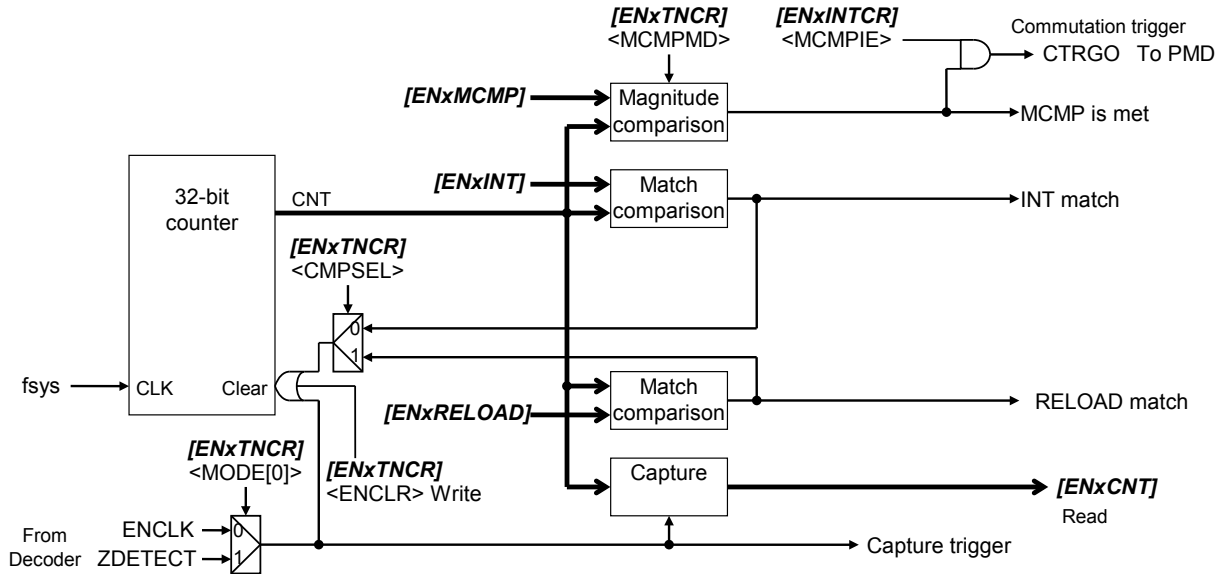 [ENxTNCR]
<MCMPMD>
[ENxINTCR]
<MCMPIE>
Commutation trigger
CTRGO To PMD
[ENxMCMP]
Magnitude
comparison
MCMP is met
32-bit
counter
CNT
[ENxINT]
Match
comparison
INT match
[ENxTNCR]
<CMPSEL>
0
1
fsys
CLK
Clear
[ENxRELOAD]
Match
comparison
RELOAD match
[ENxTNCR]
<MODE[0]>
[ENxTNCR]
<ENCLR> Write
Capture
[ENxCNT]
Read
From
Decoder
ENCLK
ZDETECT
0
1
Capture trigger